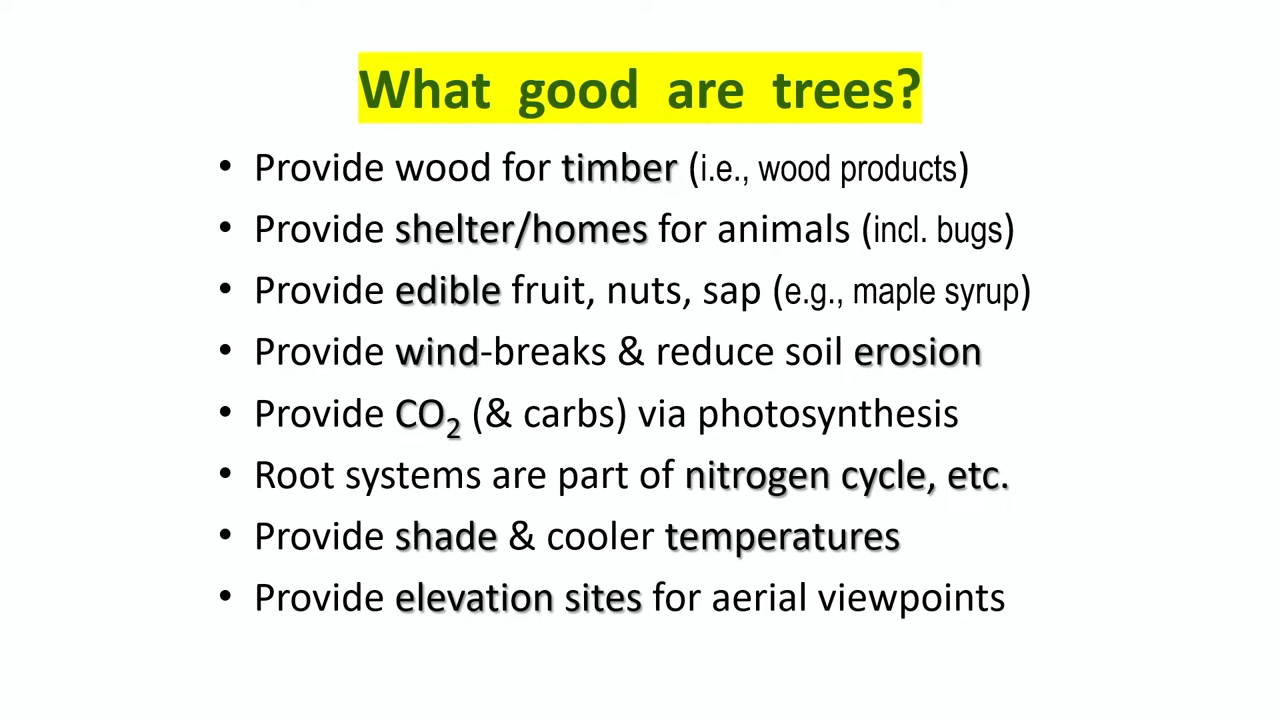 What good are trees?
• Provide wood for timber (i.e., wood products)
• Provide shelter/homes for animals (incl. bugs)
• Provide edible fruit, nuts, sap (e.g., maple syrup)
• Provide wind-breaks & reduce soil erosion
• Provide CO₂ (& carbs) via photosynthesis
• Root systems are part of nitrogen cycle, etc.
• Provide shade & cooler temperatures
• Provide elevation sites for aerial viewpoints